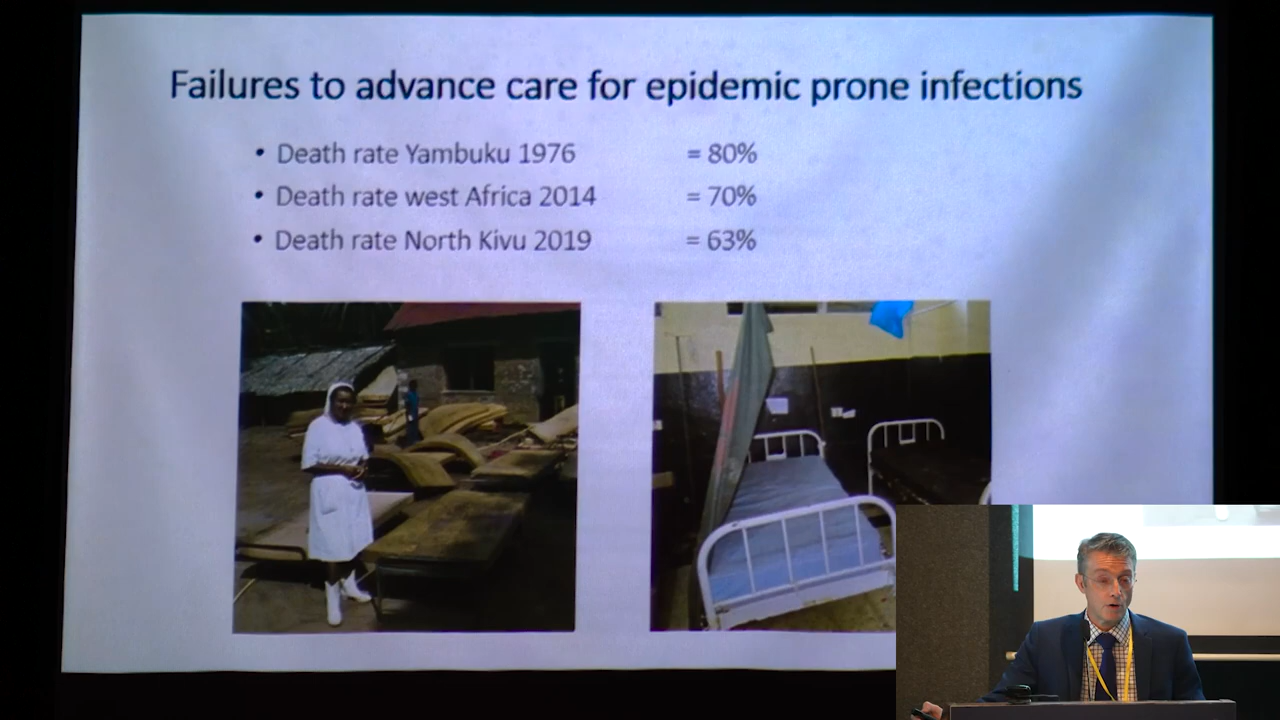 Failures to advance care for epidemic prone infections
• Death rate Yambuku 1976 = 80%
• Death rate west Africa 2014 = 70%
• Death rate North Kivu 2019 = 63%